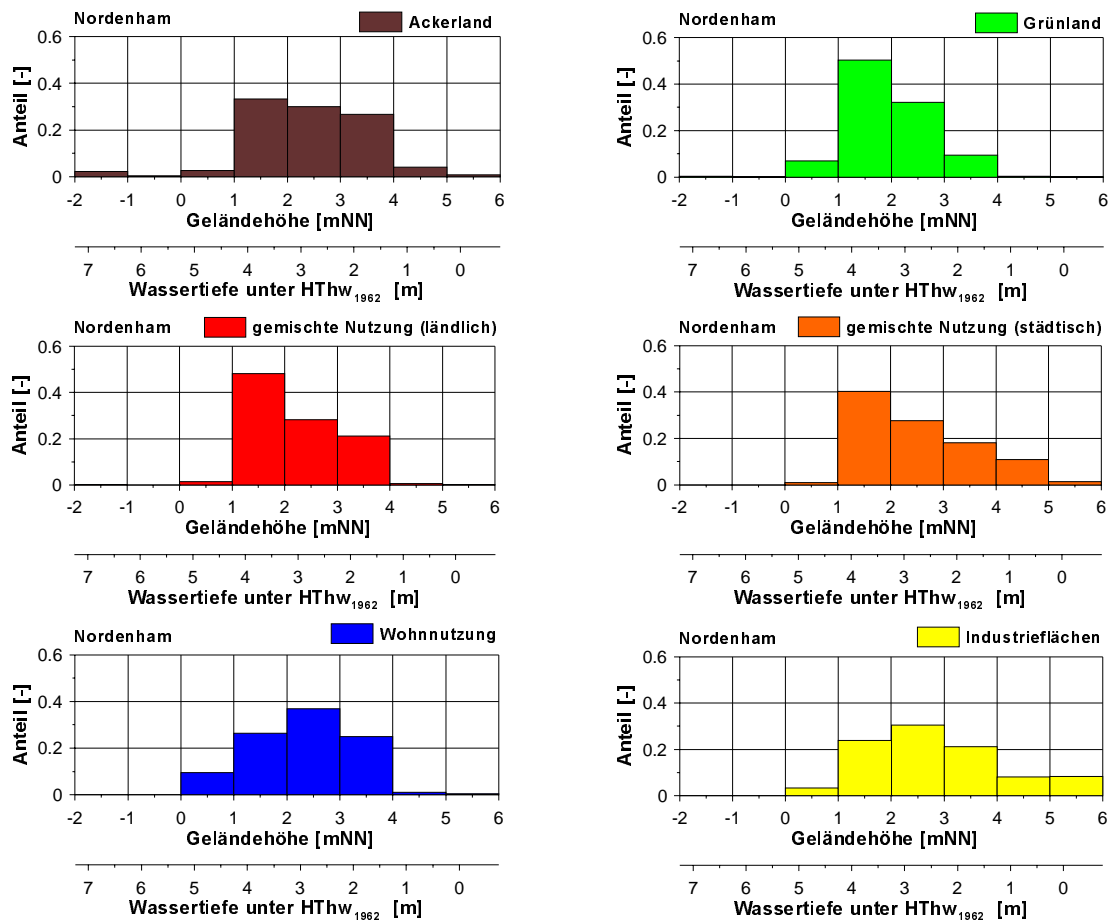 Nordenham
Ackerland
Anteil [-]
0.6
0.4
0.2
0
-2 -1 0 1 2 3 4 5 6
Geländehöhe [mNN]
7 6 5 4 3 2 1 0
Wassertiefe unter HThw1962 [m]
Nordenham
Grünland
Anteil [-]
0.6
0.4
0.2
0
-2 -1 0 1 2 3 4 5 6
Geländehöhe [mNN]
7 6 5 4 3 2 1 0
Wassertiefe unter HThw1962 [m]
Nordenham
gemischte Nutzung (ländlich)
Anteil [-]
0.6
0.4
0.2
0
-2 -1 0 1 2 3 4 5 6
Geländehöhe [mNN]
7 6 5 4 3 2 1 0
Wassertiefe unter HThw1962 [m]
Nordenham
gemischte Nutzung (städtisch)
Anteil [-]
0.6
0.4
0.2
0
-2 -1 0 1 2 3 4 5 6
Geländehöhe [mNN]
7 6 5 4 3 2 1 0
Wassertiefe unter HThw1962 [m]
Nordenham
Wohnnutzung
Anteil [-]
0.6
0.4
0.2
0
-2 -1 0 1 2 3 4 5 6
Geländehöhe [mNN]
7 6 5 4 3 2 1 0
Wassertiefe unter HThw1962 [m]
Nordenham
Industrieflächen
Anteil [-]
0.6
0.4
0.2
0
-2 -1 0 1 2 3 4 5 6
Geländehöhe [mNN]
7 6 5 4 3 2 1 0
Wassertiefe unter HThw1962 [m]